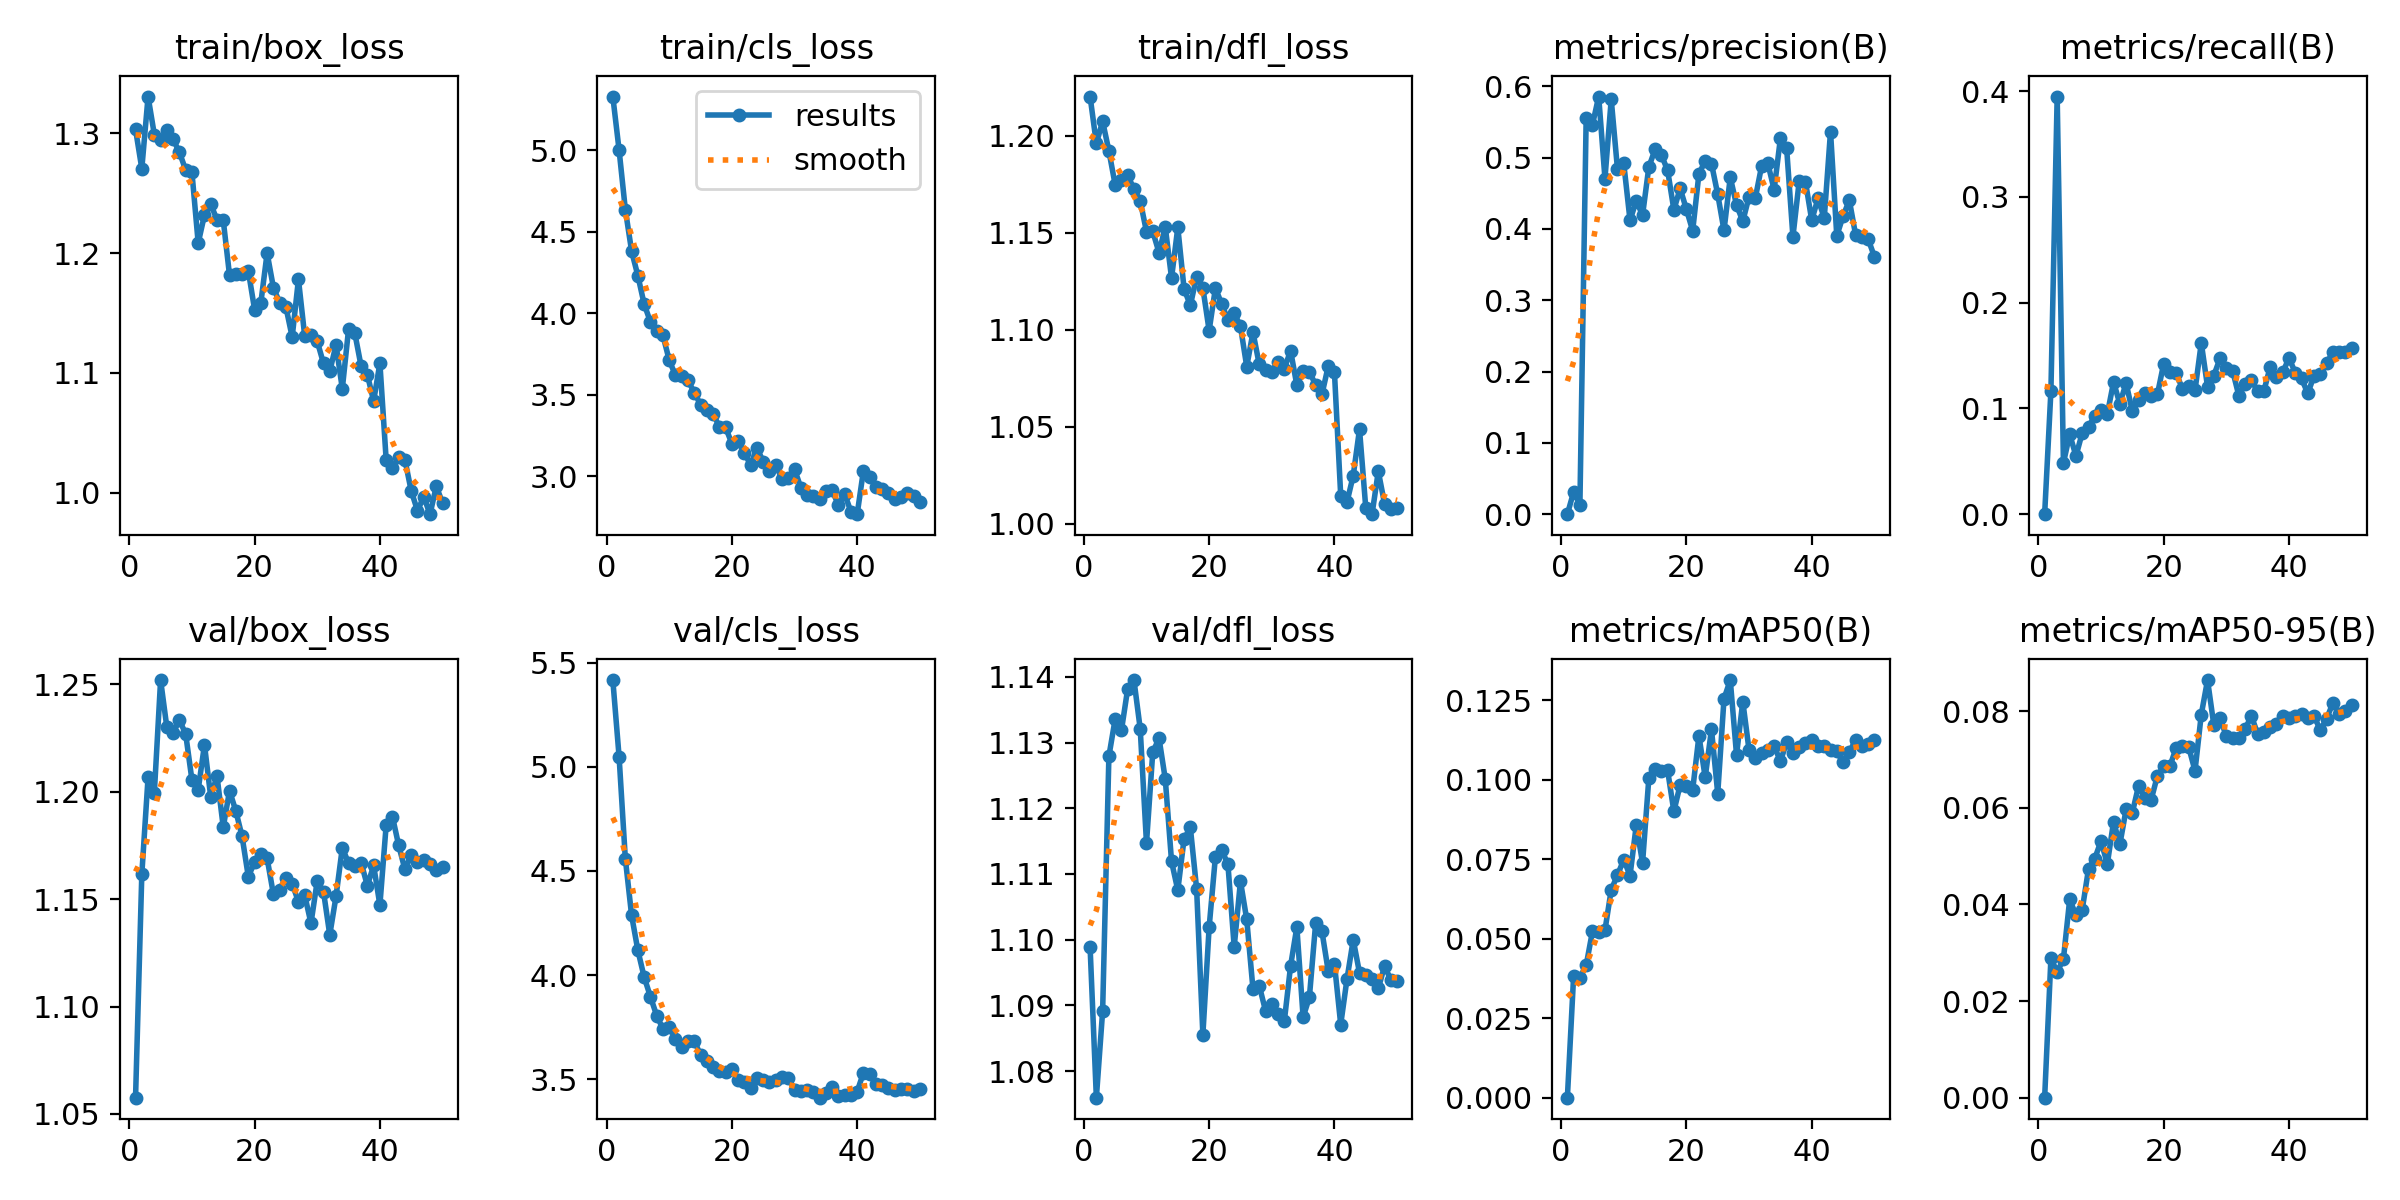 train/box_loss
1.3
1.2
1.1
1.0
0 20 40
train/cls_loss
results
smooth
5.0
4.5
4.0
3.5
3.0
0 20 40
train/dfl_loss
1.20
1.15
1.10
1.05
1.00
0 20 40
metrics/precision(B)
0.6
0.5
0.4
0.3
0.2
0.1
0.0
0 20 40
metrics/recall(B)
0.4
0.3
0.2
0.1
0.0
0 20 40
val/box_loss
1.25
1.20
1.15
1.10
1.05
0 20 40
val/cls_loss
5.5
5.0
4.5
4.0
3.5
0 20 40
val/dfl_loss
1.14
1.13
1.12
1.11
1.10
1.09
1.08
0 20 40
metrics/mAP50(B)
0.125
0.100
0.075
0.050
0.025
0.000
0 20 40
metrics/mAP50-95(B)
0.08
0.06
0.04
0.02
0.00
0 20 40